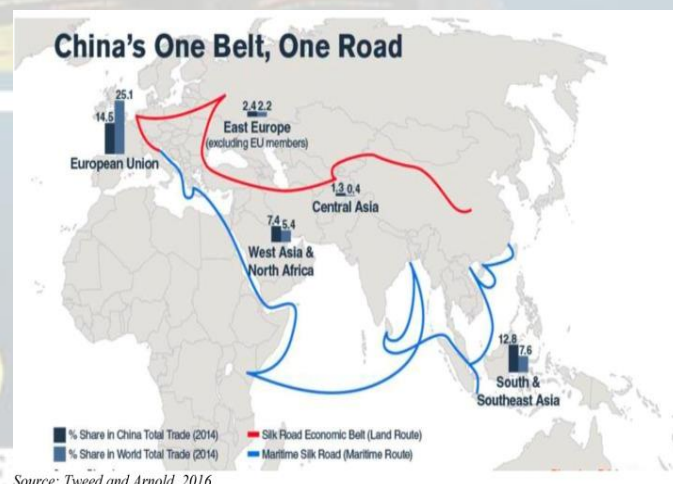 China's One Belt, One Road
25.1
14.5
European Union
2.4 2.2
East Europe
(excluding EU members)
1.3 0.4
Central Asia
7.4 5.4
West Asia &
North Africa
12.8
7.6
South &
Southeast Asia
% Share in China Total Trade (2014)
Silk Road Economic Belt (Land Route)
% Share in World Total Trade (2014)
Maritime Silk Road (Maritime Route)
Source: Tweed and Arnold, 2016